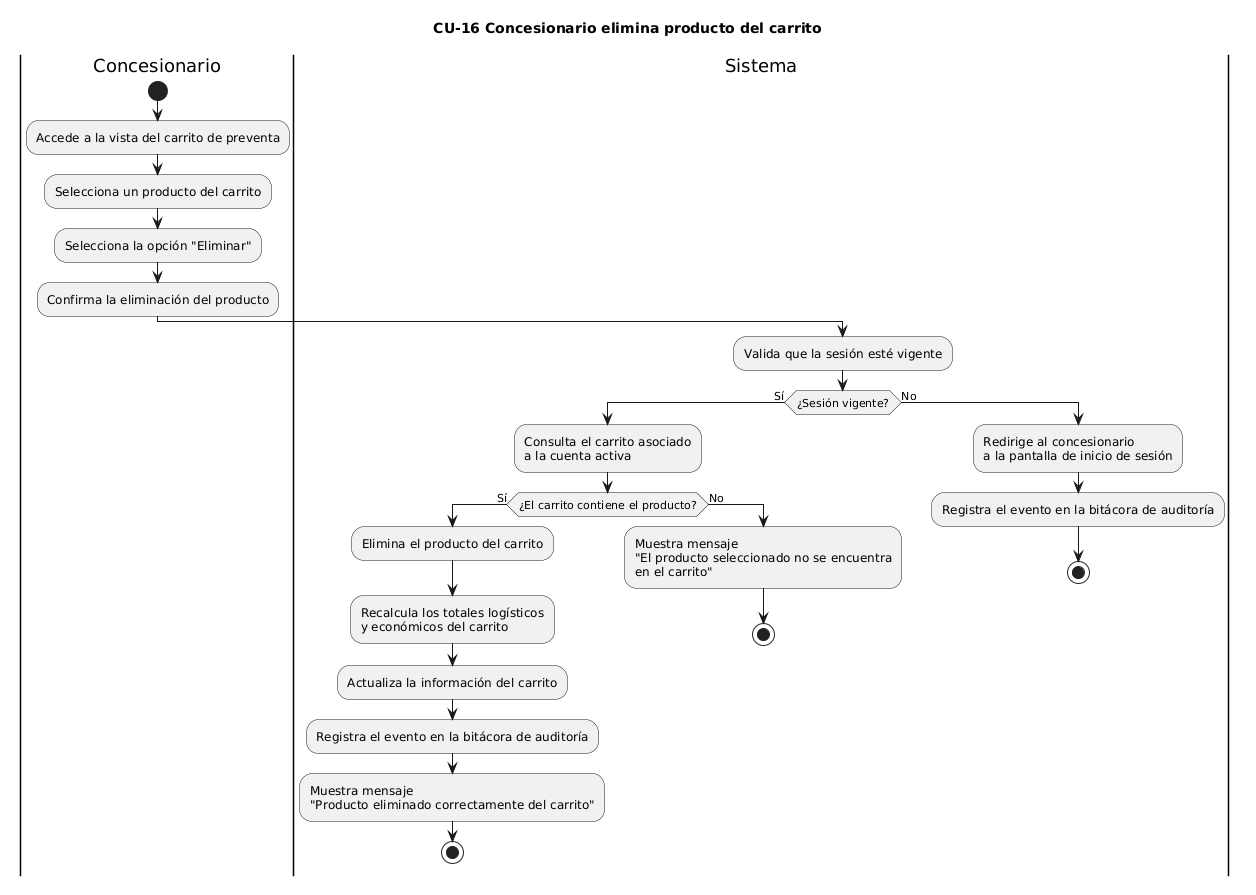 CU-16 Concesionario elimina producto del carrito
Concesionario
Sistema
Accede a la vista del carrito de preventa
Selecciona un producto del carrito
Selecciona la opción "Eliminar"
Confirma la eliminación del producto
Valida que la sesión esté vigente
Sí
¿Sesión vigente?
No
Consulta el carrito asociado
a la cuenta activa
Redirige al concesionario
a la pantalla de inicio de sesión
Sí
¿El carrito contiene el producto?
No
Registra el evento en la bitácora de auditoría
Elimina el producto del carrito
Muestra mensaje
"El producto seleccionado no se encuentra
en el carrito"
Recalcula los totales logísticos
y económicos del carrito
Actualiza la información del carrito
Registra el evento en la bitácora de auditoría
Muestra mensaje
"Producto eliminado correctamente del carrito"